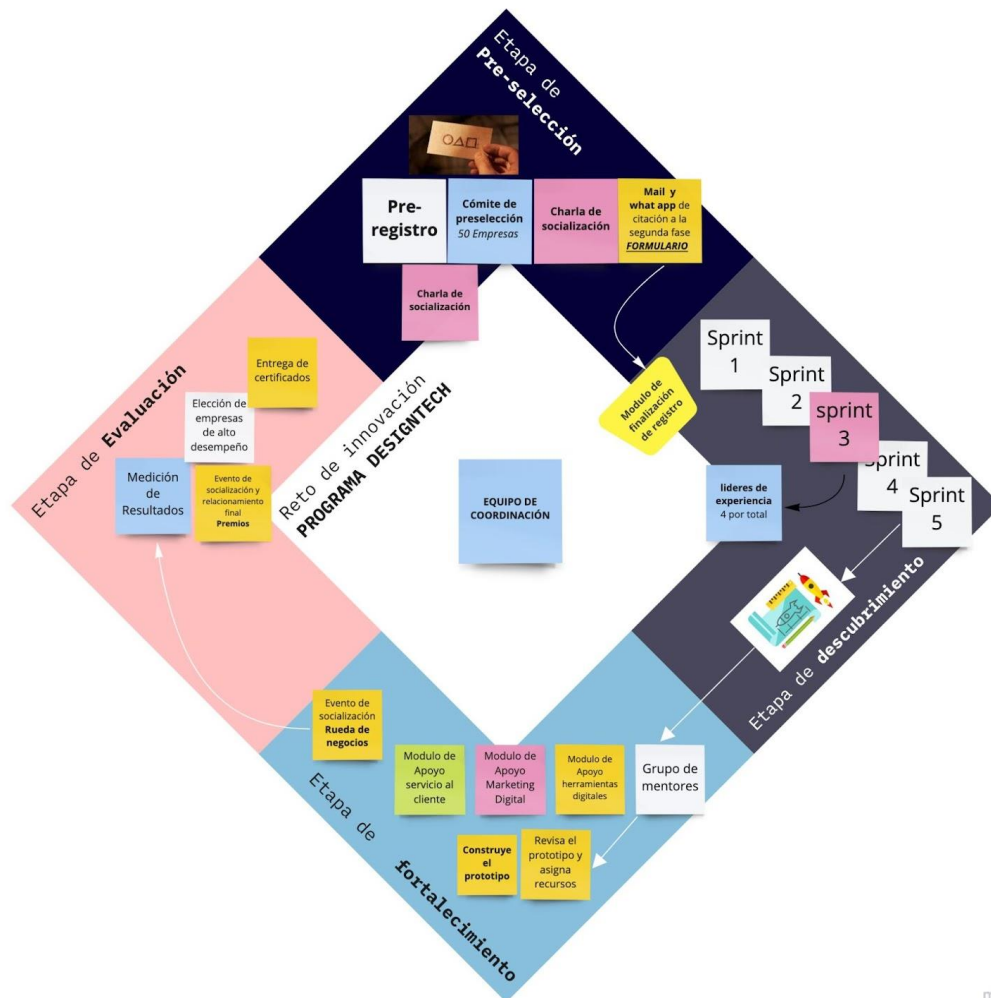 Etapa de
Pre-selección
Pre-
registro
Cómite de
preselección
50 Empresas
Charla de
socialización
Mail y
what app de
citación a la
segunda fase
FORMULARIO
Charla de
socialización
Modulo de
finalización
de registro
Sprint
1
Sprint
2
sprint
3
Sprint
4
Sprint
5
lideres de
experiencia
4 por total
Etapa de descubrimiento
Reto de innovación
PROGRAMA DESIGNTECH
EQUIPO DE
COORDINACIÓN
Etapa de Evaluación
Entrega de
certificados
Elección de
empresas
de alto
desempeño
Medición
de
Resultados
Evento de
socialización y
relacionamiento
final
Premios
Evento de
socialización
Rueda de
negocios
Modulo de
Apoyo
servicio al
cliente
Modulo de
Apoyo
Marketing
Digital
Modulo de
Apoyo
herramientas
digitales
Grupo de
mentores
Construye
el
prototipo
Revisa el
prototipo y
asigna
recursos
Etapa de
fortalecimiento